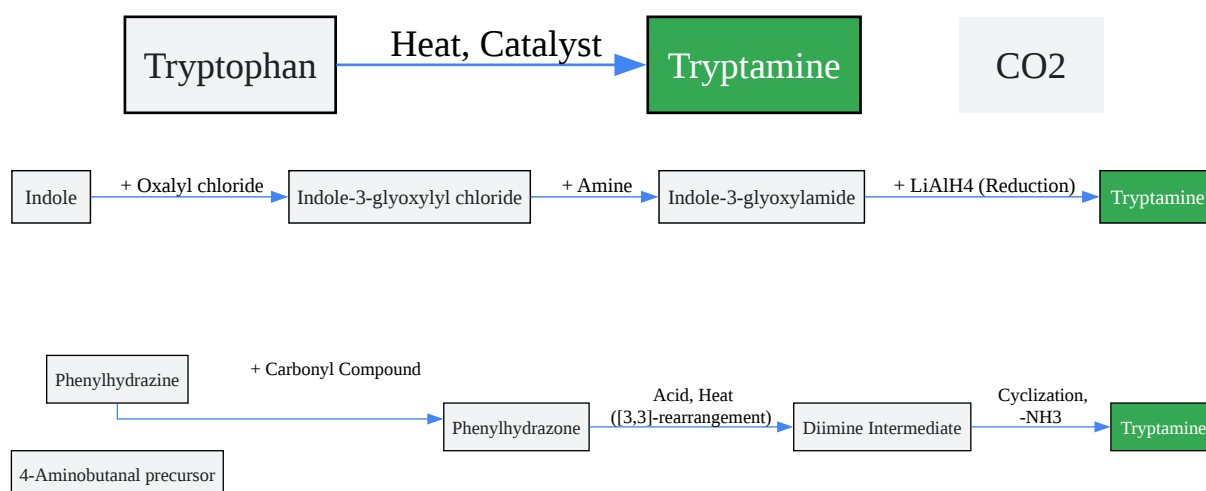 Heat, Catalyst
Tryptophan
Tryptamine
CO2
+ Oxalyl chloride
+ Amine
+ LiAlH4 (Reduction)
Indole
Indole-3-glyoxylyl chloride
Indole-3-glyoxylamide
Tryptamine
Phenylhydrazine
+ Carbonyl Compound
Acid, Heat
([3,3]-rearrangement)
Cyclization,
-NH3
Phenylhydrazone
Diimine Intermediate
Tryptamine
4-Aminobutanal precursor